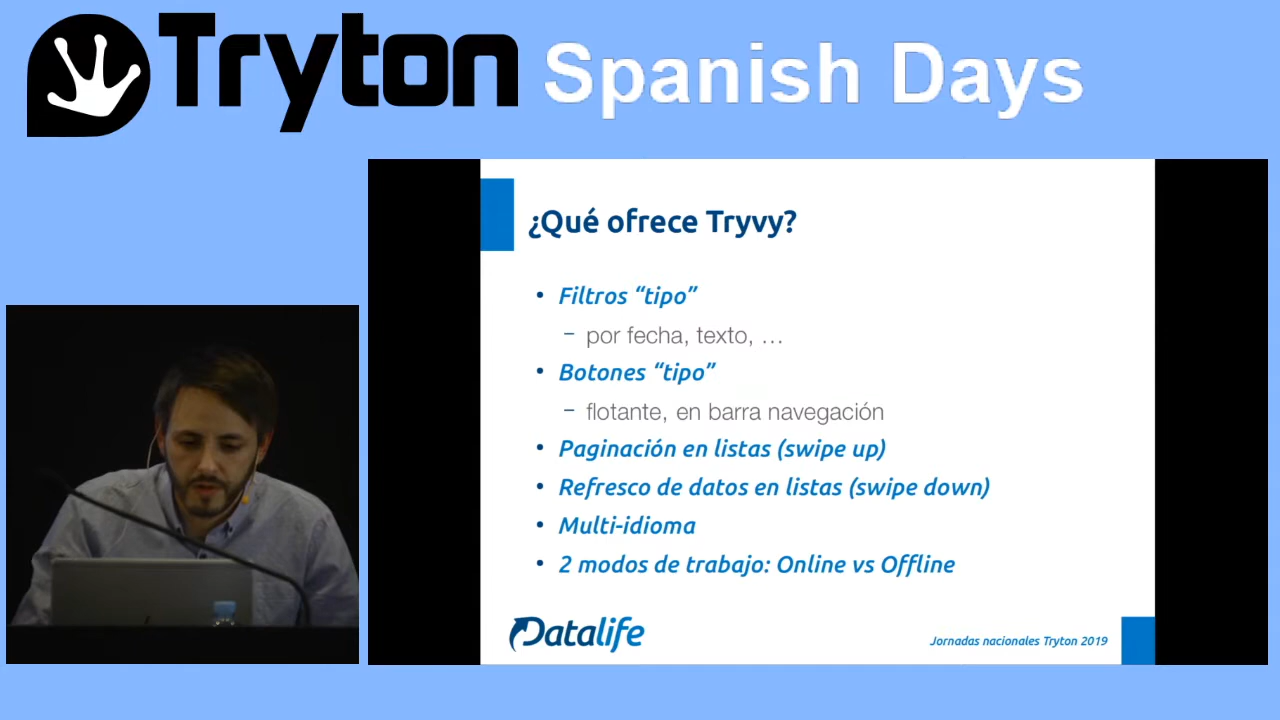 Tryton Spanish Days
¿Qué ofrece Tryvy?
• Filtros “tipo”
– por fecha, texto, …
• Botones “tipo”
– flotante, en barra navegación
• Paginación en listas (swipe up)
• Refresco de datos en listas (swipe down)
• Multi-idioma
• 2 modos de trabajo: Online vs Offline
Datalife
Jornadas nacionales Tryton 2019